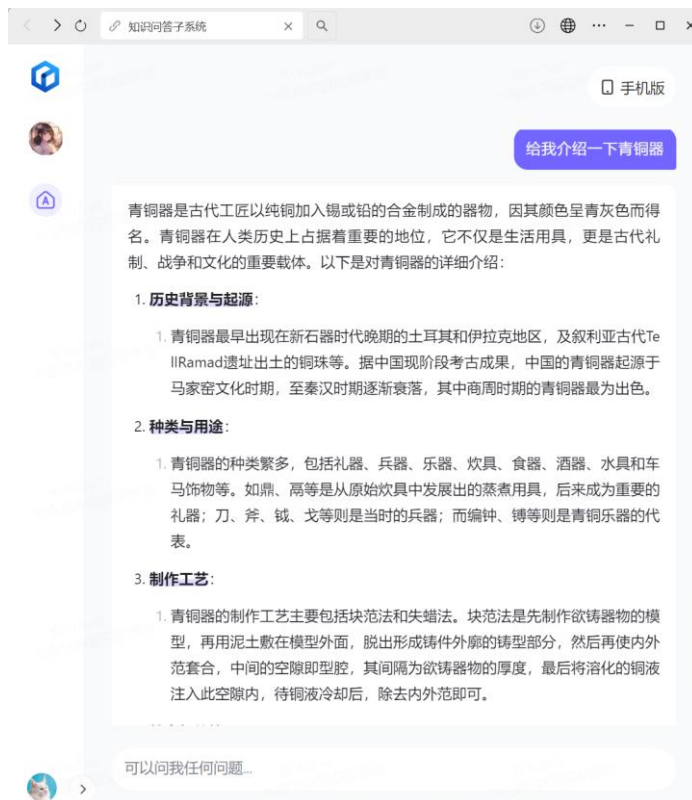 知识问答子系统
手机版
给我介绍一下青铜器
青铜器是古代工匠以纯铜加入锡或铅的合金制成的器物，因其颜色呈青灰色而得
名。青铜器在人类历史上占据着重要的地位，它不仅是生活用具，更是古代礼
制、战争和文化的重要载体。以下是对青铜器的详细介绍：
1. 历史背景与起源：
1. 青铜器最早出现在新石器时代晚期的土耳其和伊拉克地区，及叙利亚古代Te
llRamad遗址出土的铜珠等。据中国现阶段考古成果，中国的青铜器起源于
马家窑文化时期，至秦汉时期逐渐衰落，其中商周时期的青铜器最为出色。
2. 种类与用途：
1. 青铜器的种类繁多，包括礼器、兵器、乐器、炊具、食器、酒器、水具和车
马饰物等。如鼎、鬲等是从原始炊具中发展出的蒸煮用具，后来成为重要的
礼器；刀、斧、钺、戈等则是当时的兵器；而编钟、镈等则是青铜乐器的代
表。
3. 制作工艺：
1. 青铜器的制作工艺主要包括块范法和失蜡法。块范法是先制作欲铸器物的模
型，再用泥土敷在模型外面，脱出形成铸件外廓的铸型部分，然后再使内外
范套合，中间的空隙即型腔，其间隔为欲铸器物的厚度，最后将溶化的铜液
注入此空隙内，待铜液冷却后，除去内外范即可。
可以问我任何问题...